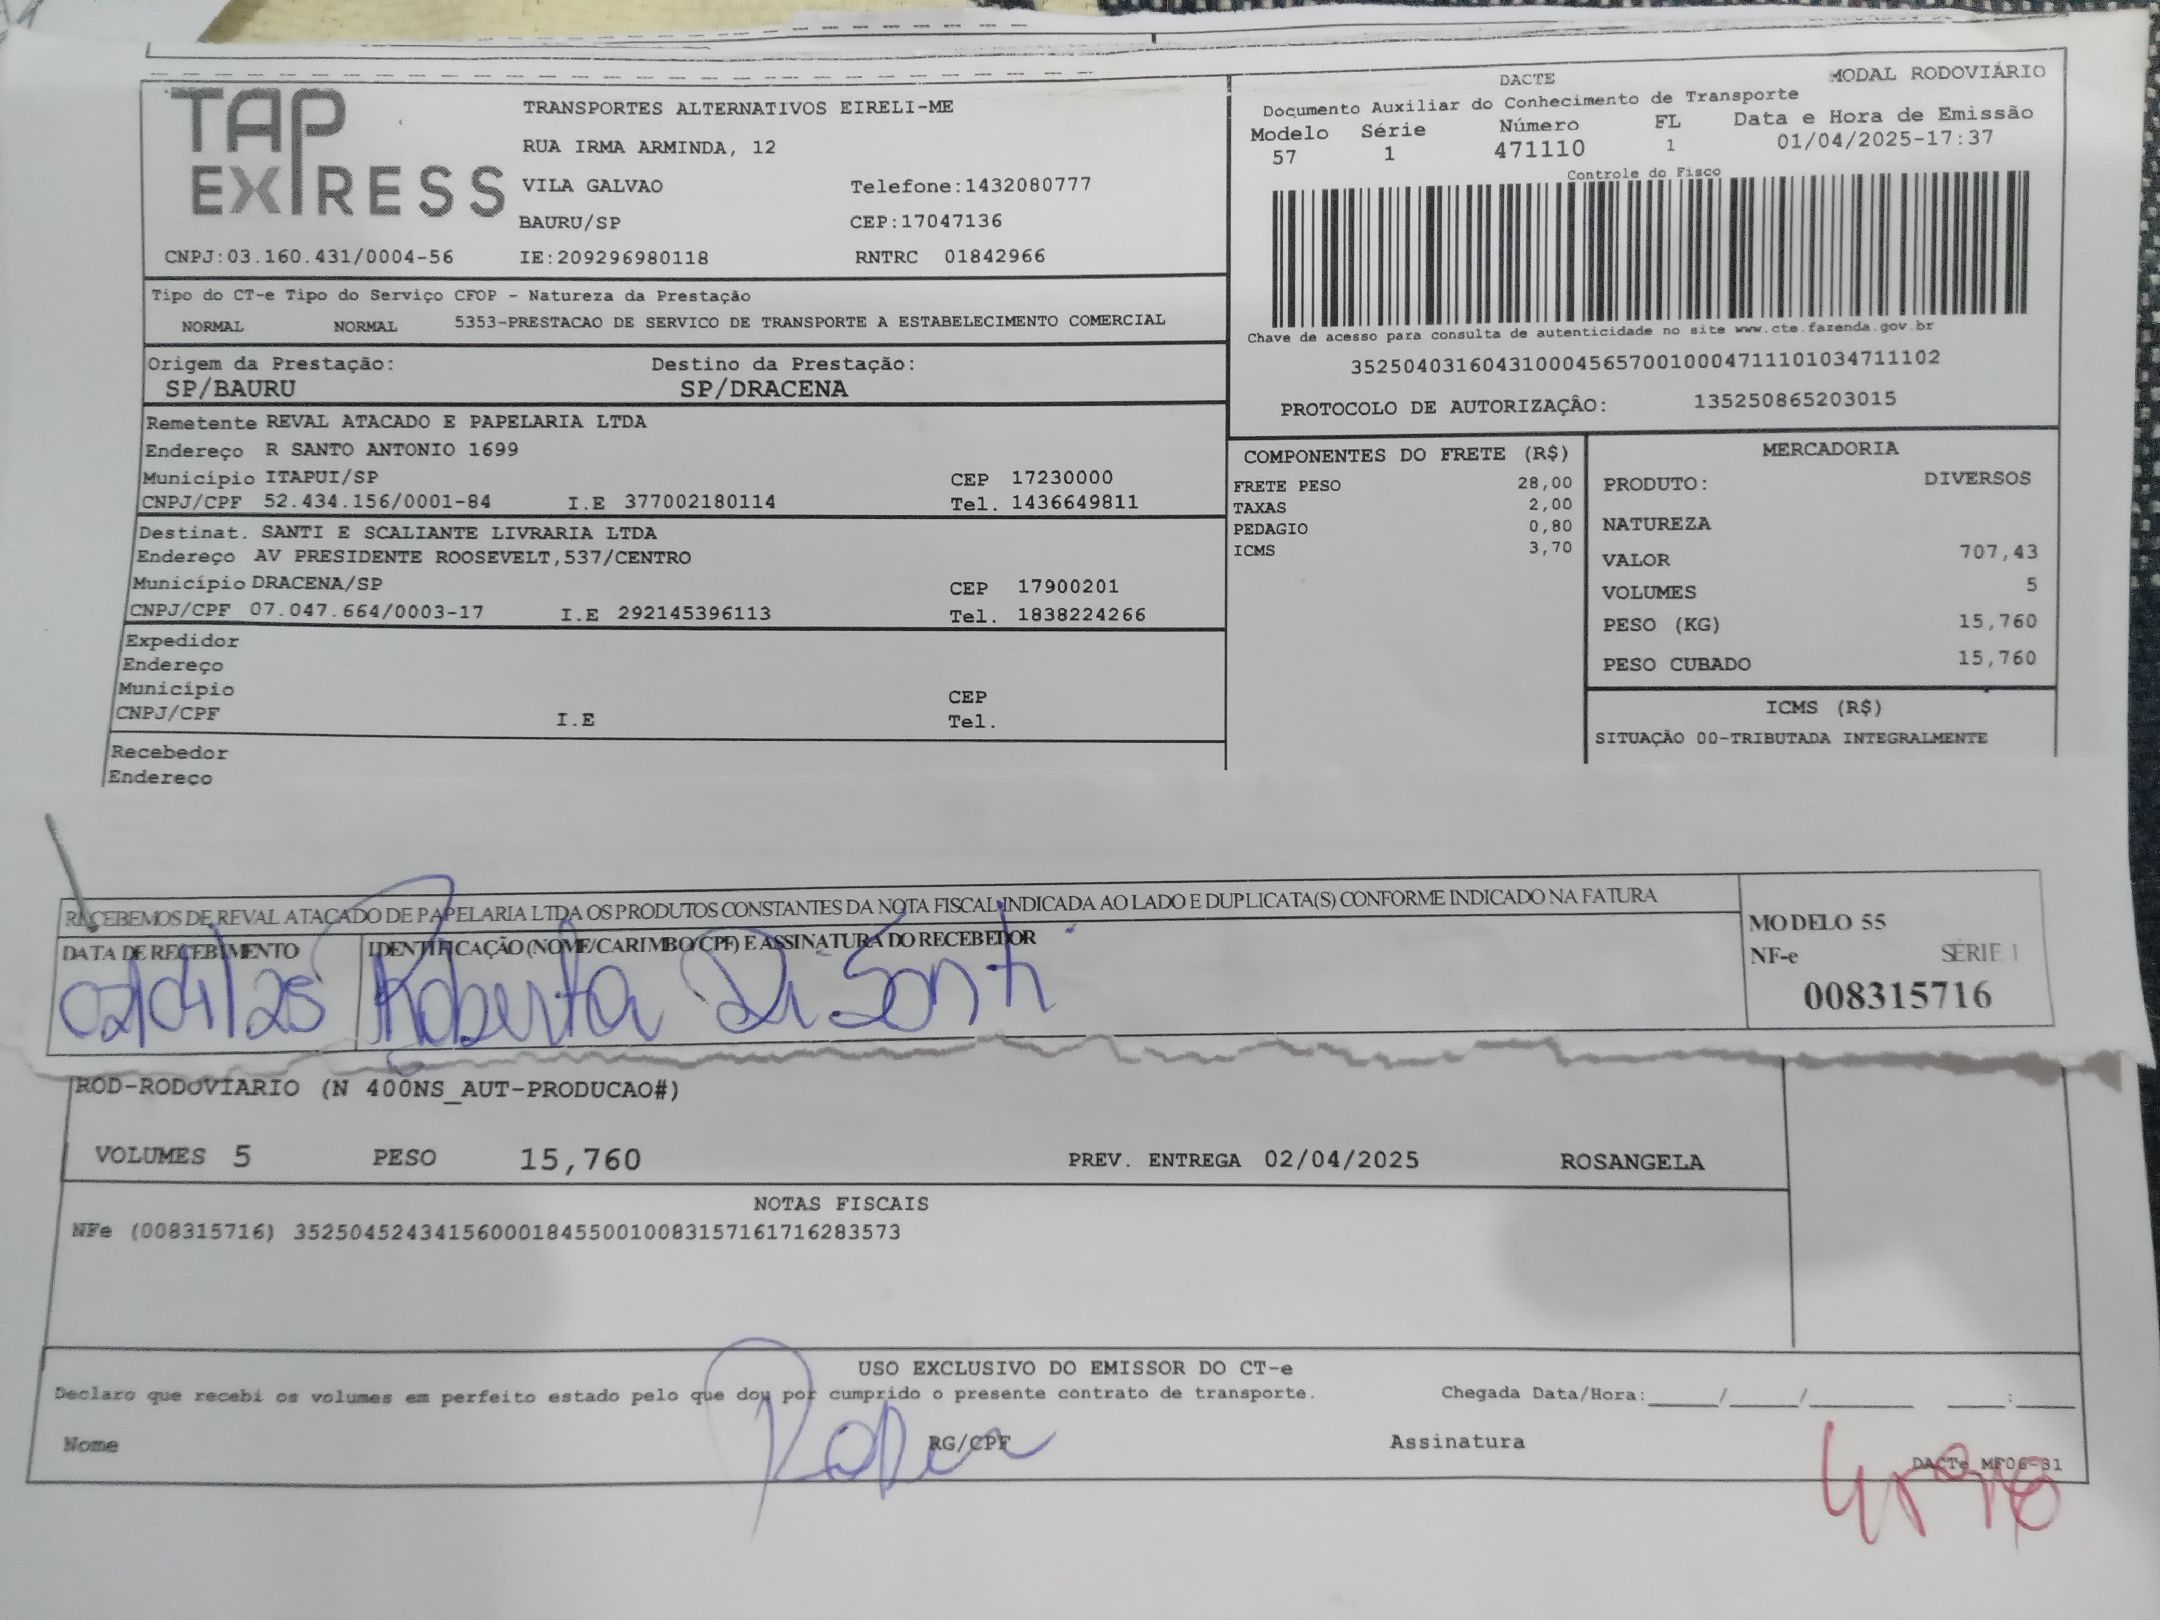 TAP EXPRESS
TRANSPORTES ALTERNATIVOS EIRELI-ME
RUA IRMA ARMINDA, 12
VILA GALVAO Telefone:1432080777
BAURU/SP CEP:17047136
CNPJ:03.160.431/0004-56 IE:209296980118 RNTRC 01842966
DACTE MODAL RODOVIÁRIO
Documento Auxiliar do Conhecimento de Transporte
Modelo Série Número FL Data e Hora de Emissão
57 1 471110 1 01/04/2025-17:37
Controle do Fisco
Chave de acesso para consulta de autenticidade no site www.cte.fazenda.gov.br
35250403160431000456570010004711101034711102
PROTOCOLO DE AUTORIZAÇÂO: 135250865203015
Tipo do CT-e Tipo do Serviço CFOP - Natureza da Prestação
NORMAL NORMAL 5353-PRESTACAO DE SERVICO DE TRANSPORTE A ESTABELECIMENTO COMERCIAL
Origem da Prestação: Destino da Prestação:
SP/BAURU SP/DRACENA
Remetente REVAL ATACADO E PAPELARIA LTDA
Endereço R SANTO ANTONIO 1699
Município ITAPUI/SP CEP 17230000
CNPJ/CPF 52.434.156/0001-84 I.E 377002180114 Tel. 1436649811
Destinat. SANTI E SCALIANTE LIVRARIA LTDA
Endereço AV PRESIDENTE ROOSEVELT,537/CENTRO
Município DRACENA/SP CEP 17900201
CNPJ/CPF 07.047.664/0003-17 I.E 292145396113 Tel. 1838224266
Expedidor
Endereço
Município CEP
CNPJ/CPF I.E Tel.
Recebedor
Endereço
COMPONENTES DO FRETE (R$)
FRETE PESO 28,00
TAXAS 2,00
PEDAGIO 0,80
ICMS 3,70
MERCADORIA
PRODUTO: DIVERSOS
NATUREZA
VALOR 707,43
VOLUMES 5
PESO (KG) 15,760
PESO CUBADO 15,760
ICMS (R$)
SITUAÇÃO 00-TRIBUTADA INTEGRALMENTE
RECEBEMOS DE REVAL ATACADO DE PAPELARIA LTDA OS PRODUTOS CONSTANTES DA NOTA FISCAL INDICADA AO LADO E DUPLICATA(S) CONFORME INDICADO NA FATURA
DATA DE RECEBIMENTO IDENTIFICAÇÃO (NOME/CARIMBO/CPF) E ASSINATURA DO RECEBEDOR
02/04/25 Roberta Di Santi
MODELO 55
NF-e SÉRIE 1
008315716
ROD-RODOVIARIO (N 400NS_AUT-PRODUCAO#)
VOLUMES 5 PESO 15,760 PREV. ENTREGA 02/04/2025 ROSANGELA
NOTAS FISCAIS
NFe (008315716) 35250452434156000184550010083157161716283573
USO EXCLUSIVO DO EMISSOR DO CT-e
Declaro que recebi os volumes em perfeito estado pelo que dou por cumprido o presente contrato de transporte. Chegada Data/Hora:____/____/______ ___:___
Nome RG/CPF Assinatura
DACTe MF06-31